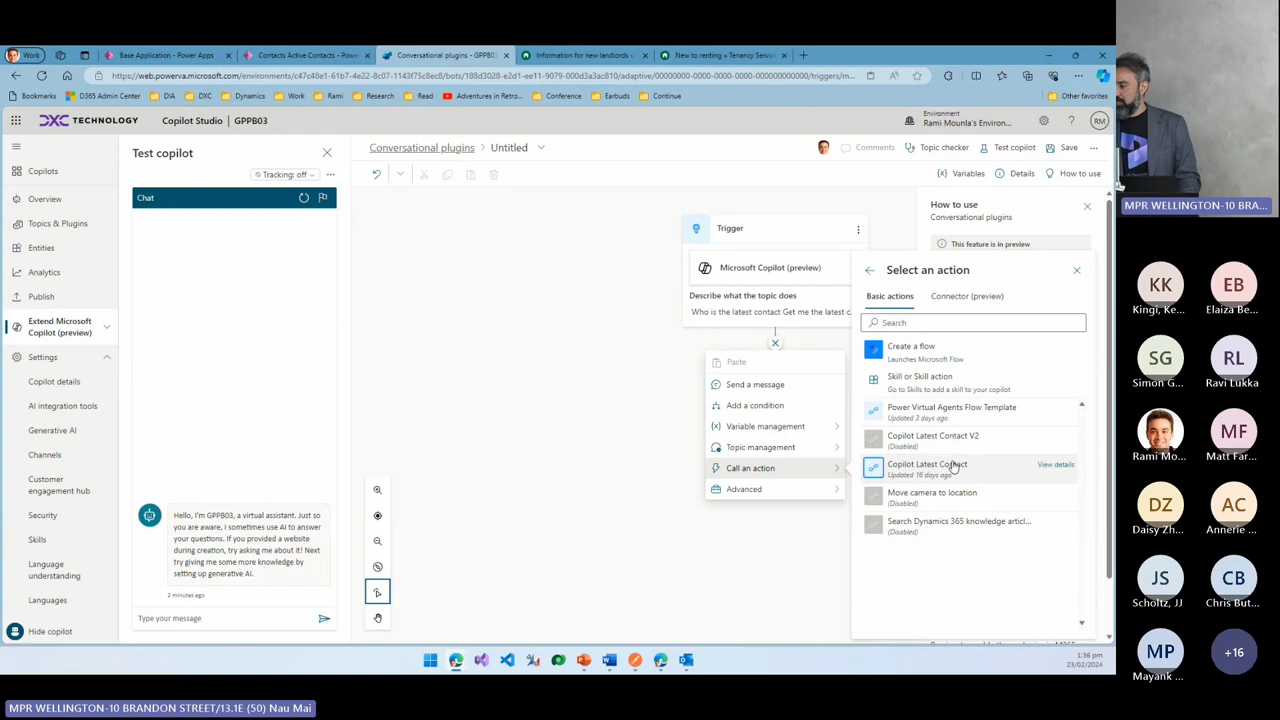 Work
Base Application - Power Apps
Contacts Active Contacts - Powe
Conversational plugins - GPPB03
Information for new landlords »
New to renting » Tenancy Servi
Bookmarks
D365 Admin Center
DIA
DXC
Dynamics
Work
Rami
Research
Read
Adventures in Retro...
Conference
Earbuds
Continue
Other favorites
DXC TECHNOLOGY
Copilot Studio
GPPB03
Environment
Rami Mounla's Environ...
RM
Test copilot
Conversational plugins
Untitled
Comments
Topic checker
Test copilot
Save
Tracking: off
Variables
Details
How to use
Copilots
Overview
Topics & Plugins
Entities
Analytics
Publish
Extend Microsoft
Copilot (preview)
Settings
Copilot details
AI integration tools
Generative AI
Channels
Customer
engagement hub
Security
Skills
Language
understanding
Languages
Hide copilot
Chat
Hello, I'm GPPB03, a virtual assistant. Just so
you are aware, I sometimes use AI to answer
your questions. If you provided a website
during creation, try asking me about it! Next
try giving me some more knowledge by
setting up generative AI.
2 minutes ago
Type your message
Trigger
Microsoft Copilot (preview)
Describe what the topic does
Who is the latest contact Get me the latest c
Paste
Send a message
Add a condition
Variable management
Topic management
Call an action
Advanced
How to use
Conversational plugins
This feature is in preview
Select an action
Basic actions
Connector (preview)
Search
Create a flow
Launches Microsoft Flow
Skill or Skill action
Go to Skills to add a skill to your copilot
Power Virtual Agents Flow Template
Updated 3 days ago
Copilot Latest Contact V2
(Disabled)
Copilot Latest Contact
Updated 16 days ago
View details
Move camera to location
(Disabled)
Search Dynamics 365 knowledge articl...
(Disabled)
1:36 pm
23/02/2024
MPR WELLINGTON-10 BRA...
KK
Kingi, Ke...
EB
Elaiza Be...
SG
Simon G...
RL
Ravi Lukka
Rami Mo...
MF
Matt Far...
DZ
Daisy Zh...
AC
Annerie ...
JS
Scholtz, JJ
CB
Chris But...
MP
Mayank ...
+16
MPR WELLINGTON-10 BRANDON STREET/13.1E (50) Nau Mai